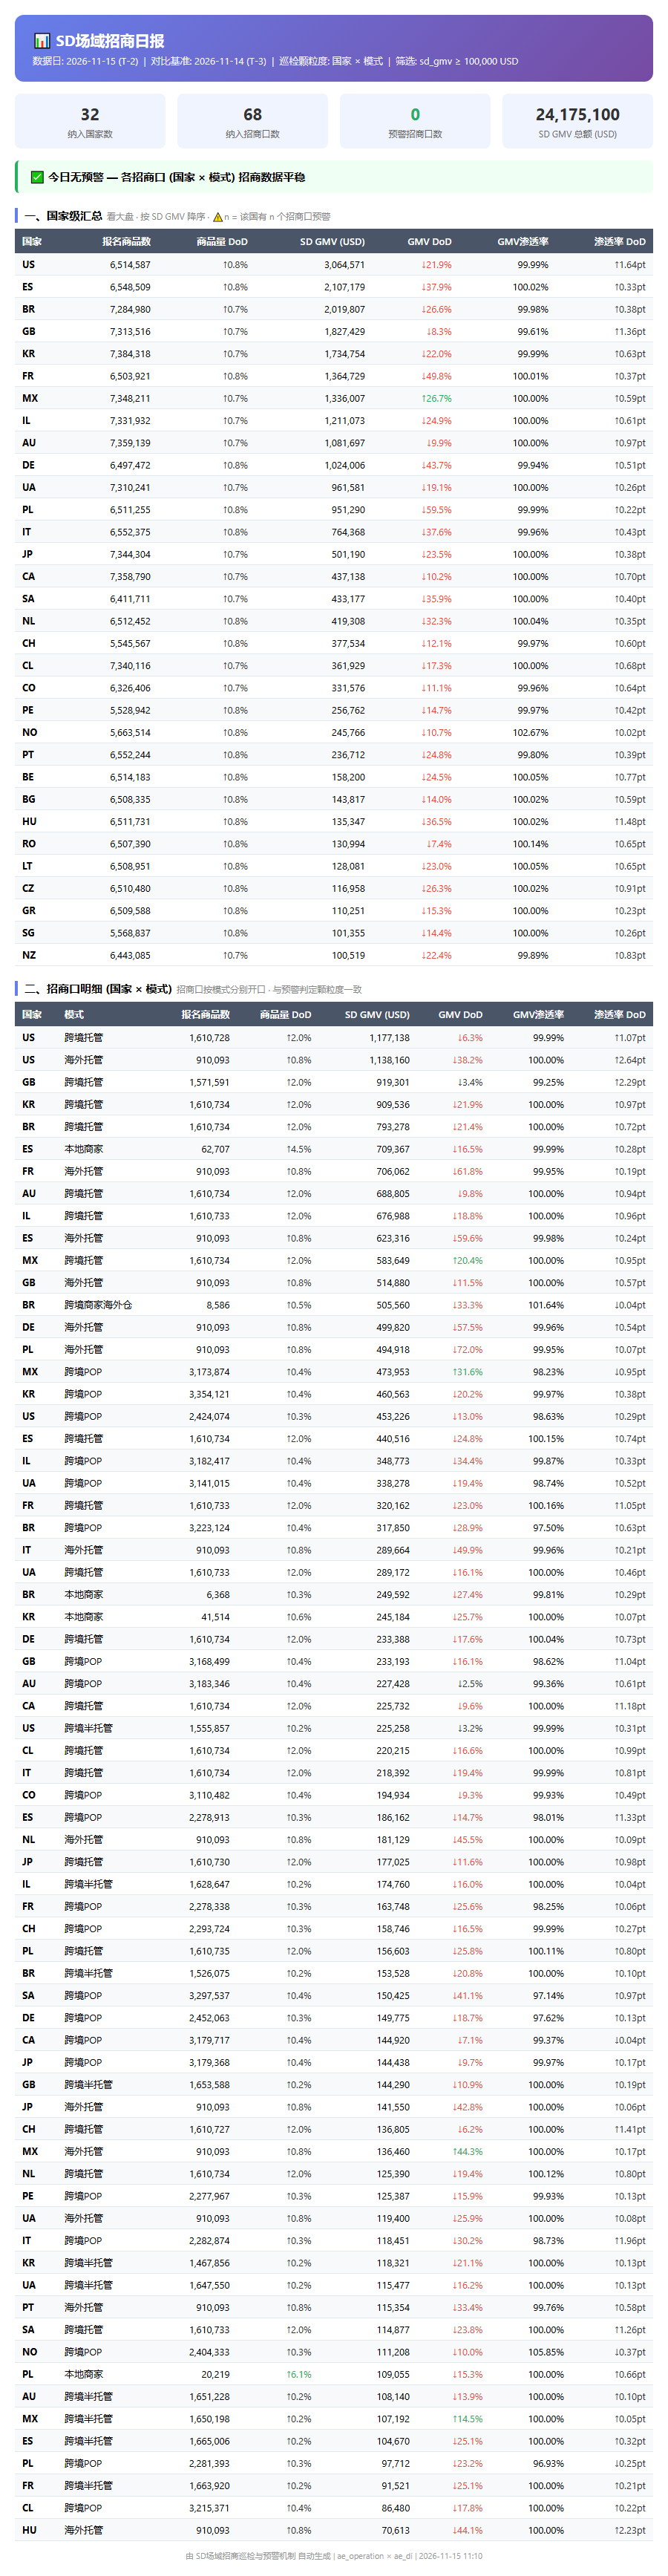 📊 SD场域招商日报
数据日: 2026-11-15 (T-2) | 对比基准: 2026-11-14 (T-3) | 巡检颗粒度: 国家 × 模式 | 筛选: sd_gmv ≥ 100,000 USD
32 68 0 24,175,100
纳入国家数 纳入招商口数 预警招商口数 SD GMV 总额 (USD)
✅ 今日无预警 — 各招商口 (国家 × 模式) 招商数据平稳
一、国家级汇总 看大盘 · 按 SD GMV 降序 · ⚠n = 该国有 n 个招商口预警
国家 报名商品数 商品量 DoD SD GMV (USD) GMV DoD GMV渗透率 渗透率 DoD
US 6,514,587 ↑0.8% 3,064,571 ↓21.9% 99.99% ↑1.64pt
ES 6,548,509 ↑0.8% 2,107,179 ↓37.9% 100.02% ↑0.33pt
BR 7,284,980 ↑0.7% 2,019,807 ↓26.6% 99.98% ↑0.38pt
GB 7,313,516 ↑0.7% 1,827,429 ↓8.3% 99.61% ↑1.36pt
KR 7,384,318 ↑0.7% 1,734,754 ↓22.0% 99.99% ↑0.63pt
FR 6,503,921 ↑0.8% 1,364,729 ↓49.8% 100.01% ↑0.37pt
MX 7,348,211 ↑0.7% 1,336,007 ↑26.7% 100.00% ↑0.59pt
IL 7,331,932 ↑0.7% 1,211,073 ↓24.9% 100.00% ↑0.61pt
AU 7,359,139 ↑0.7% 1,081,697 ↓9.9% 100.00% ↑0.97pt
DE 6,497,472 ↑0.8% 1,024,006 ↓43.7% 99.94% ↑0.51pt
UA 7,310,241 ↑0.7% 961,581 ↓19.1% 100.00% ↑0.26pt
PL 6,511,255 ↑0.8% 951,290 ↓59.5% 99.99% ↑0.22pt
IT 6,552,375 ↑0.8% 764,368 ↓37.6% 99.96% ↑0.43pt
JP 7,344,304 ↑0.7% 501,190 ↓23.5% 100.00% ↑0.38pt
CA 7,358,790 ↑0.7% 437,138 ↓10.2% 100.00% ↑0.70pt
SA 6,411,711 ↑0.7% 433,177 ↓35.9% 100.00% ↑0.40pt
NL 6,512,452 ↑0.8% 419,308 ↓32.3% 100.04% ↑0.35pt
CH 5,545,567 ↑0.8% 377,534 ↓12.1% 99.97% ↑0.60pt
CL 7,340,116 ↑0.7% 361,929 ↓17.3% 100.00% ↑0.68pt
CO 6,326,406 ↑0.7% 331,576 ↓11.1% 99.96% ↑0.64pt
PE 5,528,942 ↑0.8% 256,762 ↓14.7% 99.97% ↑0.42pt
NO 5,663,514 ↑0.8% 245,766 ↓10.7% 102.67% ↑0.02pt
PT 6,552,244 ↑0.8% 236,712 ↓24.8% 99.80% ↑0.39pt
BE 6,514,183 ↑0.8% 158,200 ↓24.5% 100.05% ↑0.77pt
BG 6,508,335 ↑0.8% 143,817 ↓14.0% 100.02% ↑0.59pt
HU 6,511,731 ↑0.8% 135,347 ↓36.5% 100.02% ↑1.48pt
RO 6,507,390 ↑0.8% 130,994 ↓7.4% 100.14% ↑0.65pt
LT 6,508,951 ↑0.8% 128,081 ↓23.0% 100.05% ↑0.65pt
CZ 6,510,480 ↑0.8% 116,958 ↓26.3% 100.02% ↑0.91pt
GR 6,509,588 ↑0.8% 110,251 ↓15.3% 100.00% ↑0.23pt
SG 5,568,837 ↑0.8% 101,355 ↓14.4% 100.00% ↑0.26pt
NZ 6,443,085 ↑0.7% 100,519 ↓22.4% 99.89% ↑0.83pt
二、招商口明细 (国家 × 模式) 招商口按模式分别开口 · 与预警判定颗粒度一致
国家 模式 报名商品数 商品量 DoD SD GMV (USD) GMV DoD GMV渗透率 渗透率 DoD
US 跨境托管 1,610,728 ↑2.0% 1,177,138 ↓6.3% 99.99% ↑1.07pt
US 海外托管 910,093 ↑0.8% 1,138,160 ↓38.2% 100.00% ↑2.64pt
GB 跨境托管 1,571,591 ↑2.0% 919,301 ↓3.4% 99.25% ↑2.29pt
KR 跨境托管 1,610,734 ↑2.0% 909,536 ↓21.9% 100.00% ↑0.97pt
BR 跨境托管 1,610,734 ↑2.0% 793,278 ↓21.4% 100.00% ↑0.72pt
ES 本地商家 62,707 ↑4.5% 709,367 ↓16.5% 99.99% ↑0.28pt
FR 海外托管 910,093 ↑0.8% 706,062 ↓61.8% 99.95% ↑0.19pt
AU 跨境托管 1,610,734 ↑2.0% 688,805 ↓9.8% 100.00% ↑0.94pt
IL 跨境托管 1,610,733 ↑2.0% 676,988 ↓18.8% 100.00% ↑0.96pt
ES 海外托管 910,093 ↑0.8% 623,316 ↓59.6% 99.98% ↑0.24pt
MX 跨境托管 1,610,734 ↑2.0% 583,649 ↑20.4% 100.00% ↑0.95pt
GB 海外托管 910,093 ↑0.8% 514,880 ↓11.5% 100.00% ↑0.57pt
BR 跨境商家海外仓 8,586 ↑0.5% 505,560 ↓33.3% 101.64% ↓0.04pt
DE 海外托管 910,093 ↑0.8% 499,820 ↓57.5% 99.96% ↑0.54pt
PL 海外托管 910,093 ↑0.8% 494,918 ↓72.0% 99.95% ↑0.07pt
MX 跨境POP 3,173,874 ↑0.4% 473,953 ↑31.6% 98.23% ↓0.95pt
KR 跨境POP 3,354,121 ↑0.4% 460,563 ↓20.2% 99.97% ↑0.38pt
US 跨境POP 2,424,074 ↑0.3% 453,226 ↓13.0% 98.63% ↑0.29pt
ES 跨境托管 1,610,734 ↑2.0% 440,516 ↓24.8% 100.15% ↑0.74pt
IL 跨境POP 3,182,417 ↑0.4% 348,773 ↓34.4% 99.87% ↑0.33pt
UA 跨境POP 3,141,015 ↑0.4% 338,278 ↓19.4% 98.74% ↑0.52pt
FR 跨境托管 1,610,733 ↑2.0% 320,162 ↓23.0% 100.16% ↑1.05pt
BR 跨境POP 3,223,124 ↑0.4% 317,850 ↓28.9% 97.50% ↑0.63pt
IT 海外托管 910,093 ↑0.8% 289,664 ↓49.9% 99.96% ↑0.21pt
UA 跨境托管 1,610,733 ↑2.0% 289,172 ↓16.1% 100.00% ↑0.46pt
BR 本地商家 6,368 ↑0.3% 249,592 ↓27.4% 99.81% ↑0.29pt
KR 本地商家 41,514 ↑0.6% 245,184 ↓25.7% 100.00% ↑0.07pt
DE 跨境托管 1,610,734 ↑2.0% 233,388 ↓17.6% 100.04% ↑0.73pt
GB 跨境POP 3,168,499 ↑0.4% 233,193 ↓16.1% 98.62% ↑1.04pt
AU 跨境POP 3,183,346 ↑0.4% 227,428 ↓2.5% 99.36% ↑0.61pt
CA 跨境托管 1,610,734 ↑2.0% 225,732 ↓9.6% 100.00% ↑1.18pt
US 跨境半托管 1,555,857 ↑0.2% 225,258 ↓3.2% 99.99% ↑0.31pt
CL 跨境托管 1,610,734 ↑2.0% 220,215 ↓16.6% 100.00% ↑0.99pt
IT 跨境托管 1,610,734 ↑2.0% 218,392 ↓19.4% 99.99% ↑0.81pt
CO 跨境POP 3,110,482 ↑0.4% 194,934 ↓9.3% 99.93% ↑0.49pt
ES 跨境POP 2,278,913 ↑0.3% 186,162 ↓14.7% 98.01% ↑1.33pt
NL 海外托管 910,093 ↑0.8% 181,129 ↓45.5% 100.00% ↑0.09pt
JP 跨境托管 1,610,730 ↑2.0% 177,025 ↓11.6% 100.00% ↑0.98pt
IL 跨境半托管 1,628,647 ↑0.2% 174,760 ↓16.0% 100.00% ↑0.04pt
FR 跨境POP 2,278,338 ↑0.3% 163,748 ↓25.6% 98.25% ↑0.06pt
CH 跨境POP 2,293,724 ↑0.3% 158,746 ↓16.5% 99.99% ↑0.27pt
PL 跨境托管 1,610,735 ↑2.0% 156,603 ↓25.8% 100.11% ↑0.80pt
BR 跨境半托管 1,526,075 ↑0.2% 153,528 ↓20.8% 100.00% ↑0.10pt
SA 跨境POP 3,297,537 ↑0.4% 150,425 ↓41.1% 97.14% ↑0.97pt
DE 跨境POP 2,452,063 ↑0.3% 149,775 ↓18.7% 97.62% ↑0.13pt
CA 跨境POP 3,179,717 ↑0.4% 144,920 ↓7.1% 99.37% ↓0.04pt
JP 跨境POP 3,179,368 ↑0.4% 144,438 ↓9.7% 99.97% ↑0.17pt
GB 跨境半托管 1,653,588 ↑0.2% 144,290 ↓10.9% 100.00% ↑0.19pt
JP 海外托管 910,093 ↑0.8% 141,550 ↓42.8% 100.00% ↑0.06pt
CH 跨境托管 1,610,727 ↑2.0% 136,805 ↓6.2% 100.00% ↑1.41pt
MX 海外托管 910,093 ↑0.8% 136,460 ↑44.3% 100.00% ↑0.17pt
NL 跨境托管 1,610,734 ↑2.0% 125,390 ↓19.4% 100.12% ↑0.80pt
PE 跨境POP 2,277,967 ↑0.3% 125,387 ↓15.9% 99.93% ↑0.13pt
UA 海外托管 910,093 ↑0.8% 119,400 ↓25.9% 100.00% ↑0.08pt
IT 跨境POP 2,282,874 ↑0.3% 118,451 ↓30.2% 98.73% ↑1.96pt
KR 跨境半托管 1,467,856 ↑0.2% 118,321 ↓21.1% 100.00% ↑0.13pt
UA 跨境半托管 1,647,550 ↑0.2% 115,477 ↓16.2% 100.00% ↑0.13pt
PT 海外托管 910,093 ↑0.8% 115,354 ↓33.4% 99.76% ↑0.58pt
SA 跨境托管 1,610,733 ↑2.0% 114,877 ↓23.8% 100.00% ↑1.26pt
NO 跨境POP 2,404,333 ↑0.3% 111,208 ↓10.0% 105.85% ↓0.37pt
PL 本地商家 20,219 ↑6.1% 109,055 ↓15.3% 100.00% ↑0.66pt
AU 跨境半托管 1,651,228 ↑0.2% 108,140 ↓13.9% 100.00% ↑0.10pt
MX 跨境半托管 1,650,198 ↑0.2% 107,192 ↑14.5% 100.00% ↑0.05pt
ES 跨境半托管 1,665,006 ↑0.2% 104,670 ↓25.1% 100.00% ↑0.32pt
PL 跨境POP 2,281,393 ↑0.3% 97,712 ↓23.2% 96.93% ↓0.25pt
FR 跨境半托管 1,663,920 ↑0.2% 91,521 ↓25.1% 100.00% ↑0.21pt
CL 跨境POP 3,215,371 ↑0.4% 86,480 ↓17.8% 100.00% ↑0.22pt
HU 海外托管 910,093 ↑0.8% 70,613 ↓44.1% 100.00% ↑2.23pt
由 SD场域招商巡检与预警机制 自动生成 | ae_operation × ae_di | 2026-11-15 11:10